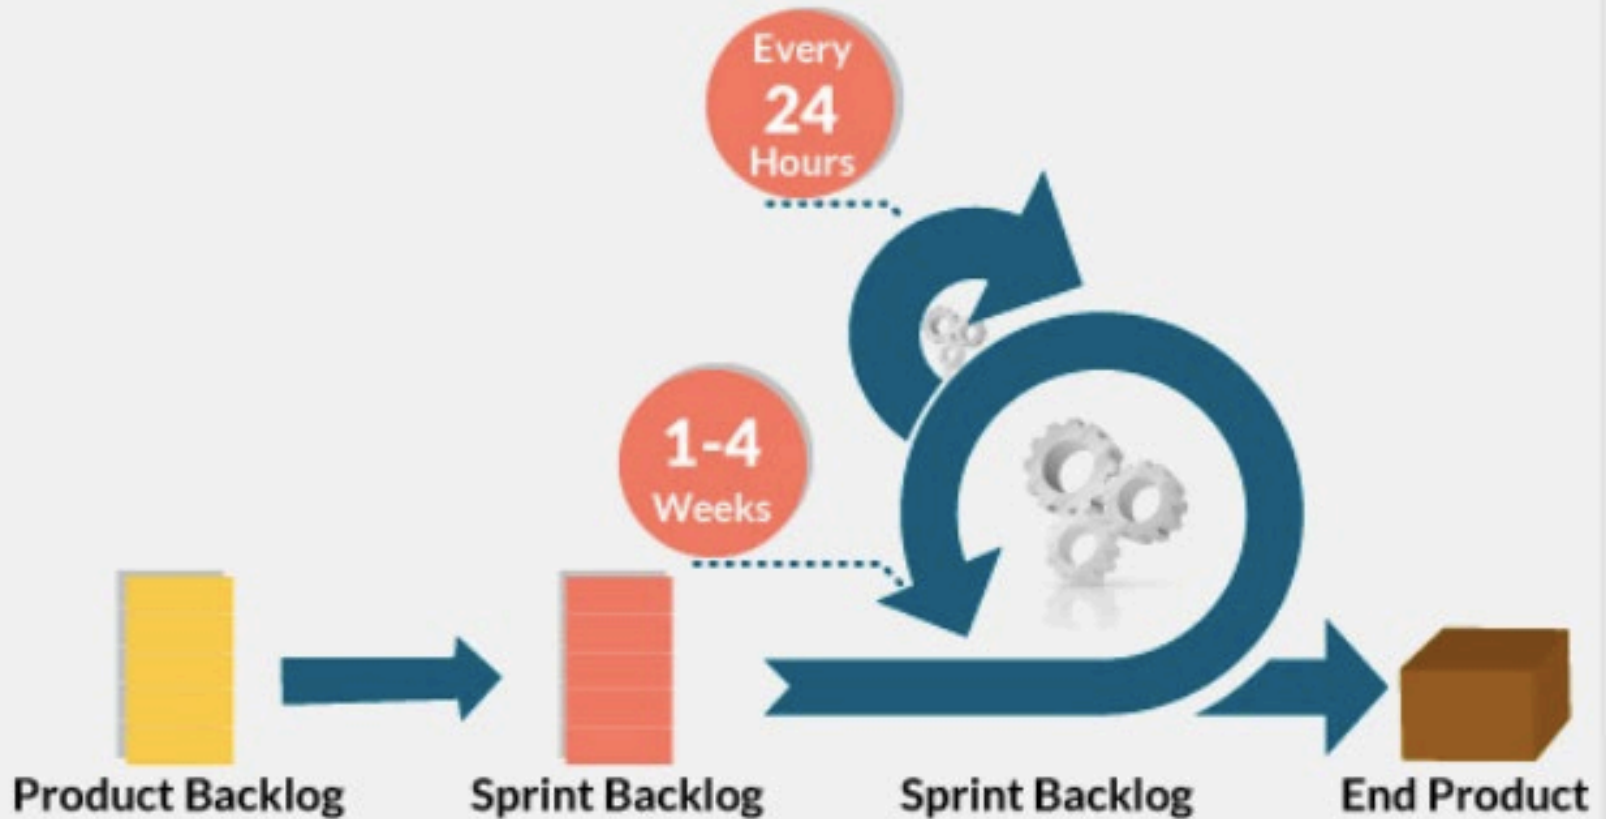 Every
24
Hours
1-4
Weeks
Product Backlog
Sprint Backlog
Sprint Backlog
End Product